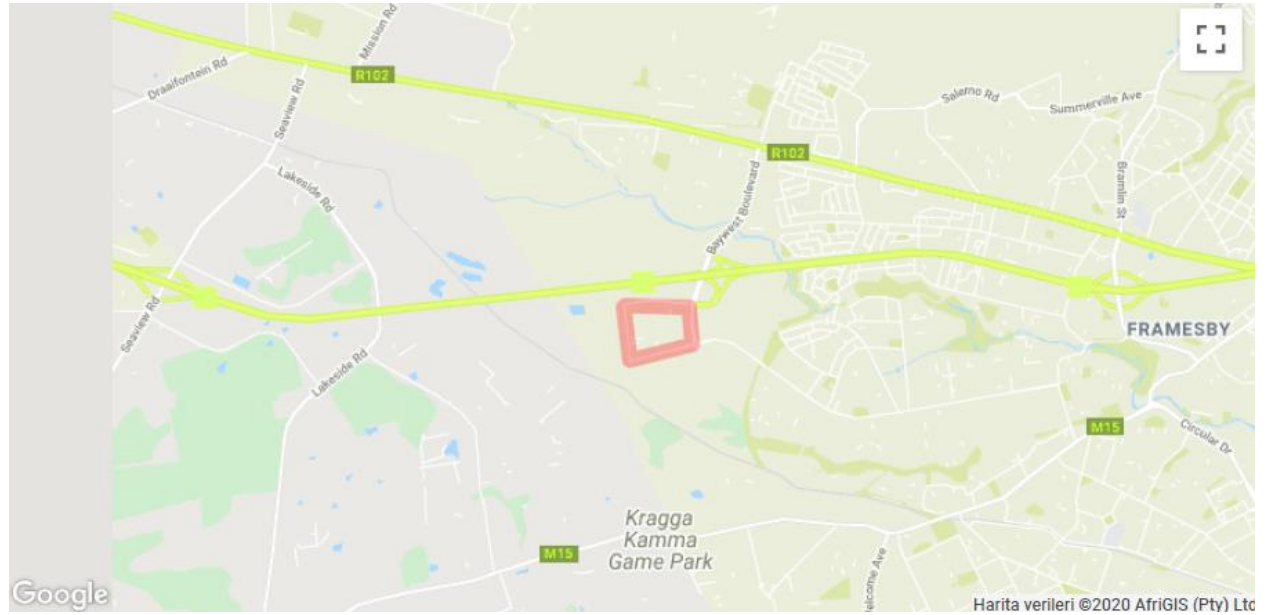 Mission Rd
R102
Draaifontein Rd
Seaview Rd
Salerno Rd
Summerville Ave
R102
Lakeside Rd
Bramlin St
Baywest Boulevard
Seaview Rd
FRAMESBY
Lakeside Rd
M15
Circular Dr
Kragga
Kamma
Game Park
M15
elcome Ave
Google
Harita verileri ©2020 AfriGIS (Pty) Ltd